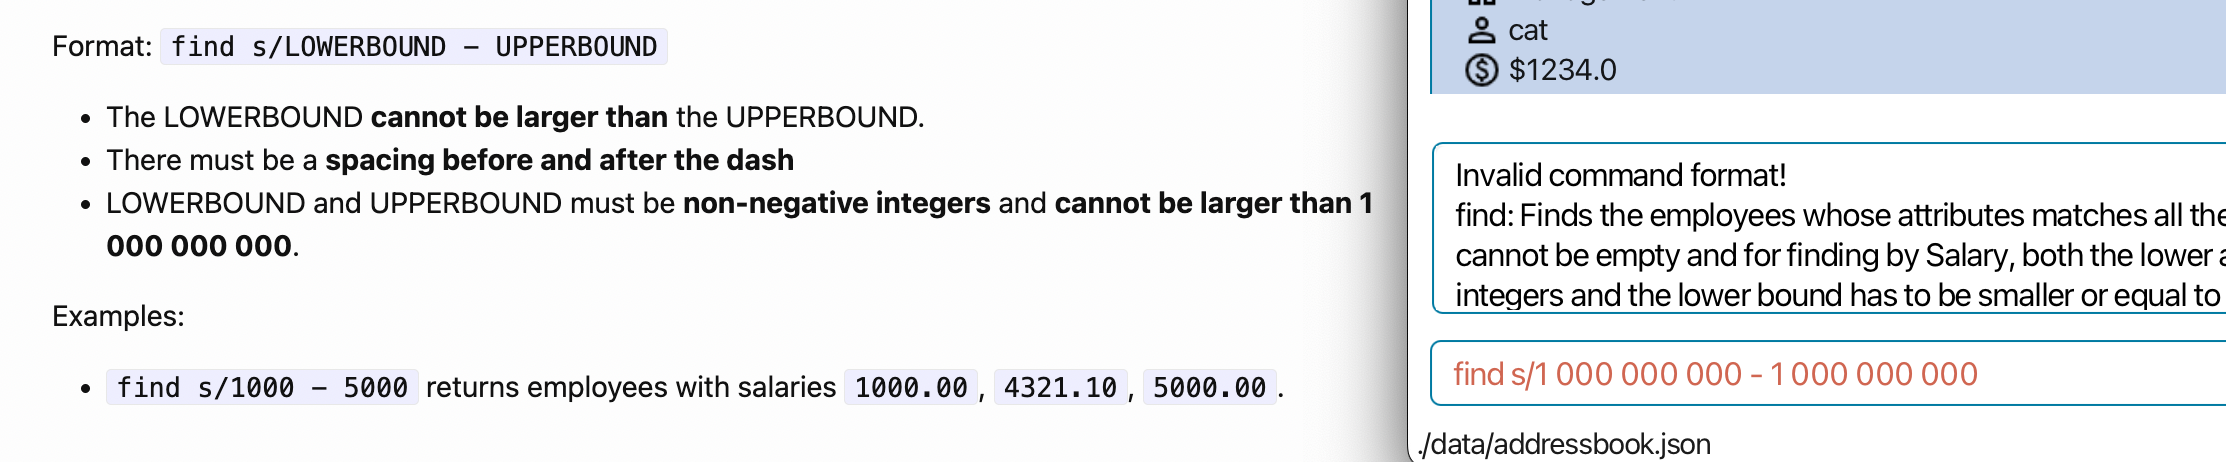 Format: find s/LOWERBOUND - UPPERBOUND
• The LOWERBOUND cannot be larger than the UPPERBOUND.
• There must be a spacing before and after the dash
• LOWERBOUND and UPPERBOUND must be non-negative integers and cannot be larger than 1
000 000 000.
Examples:
• find s/1000 - 5000 returns employees with salaries 1000.00, 4321.10, 5000.00.
cat
$1234.0
Invalid command format!
find: Finds the employees whose attributes matches all the
cannot be empty and for finding by Salary, both the lower
integers and the lower bound has to be smaller or equal to
find s/1 000 000 000 - 1 000 000 000
./data/addressbook.json